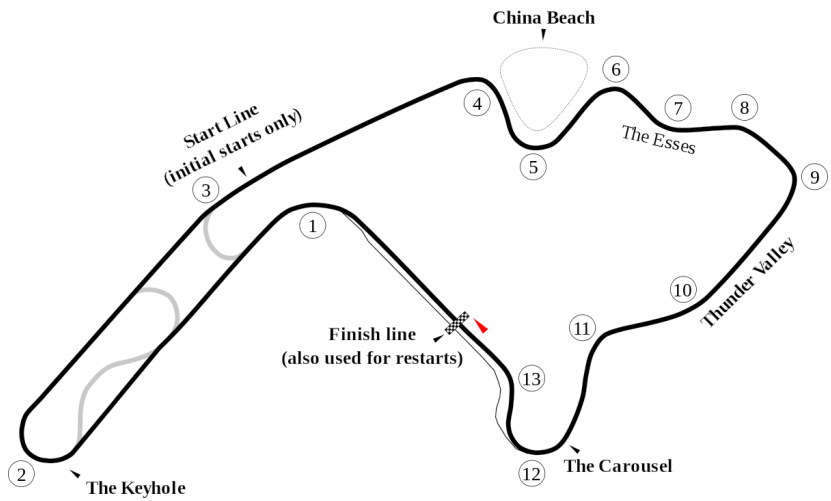 China Beach
6
4
7
8
The Esses
5
9
Start Line
(initial starts only)
3
1
10
Thunder Valley
11
Finish line
(also used for restarts)
13
12
The Carousel
2
The Keyhole